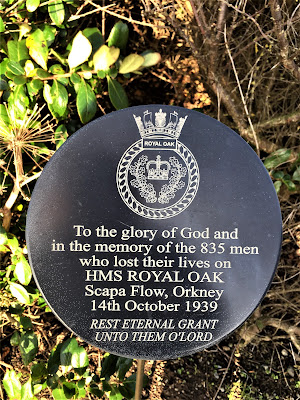 ROYAL OAK
To the glory of God and
in the memory of the 835 men
who lost their lives on
HMS ROYAL OAK
Scapa Flow, Orkney
14th October 1939
REST ETERNAL GRANT
UNTO THEM O'LORD